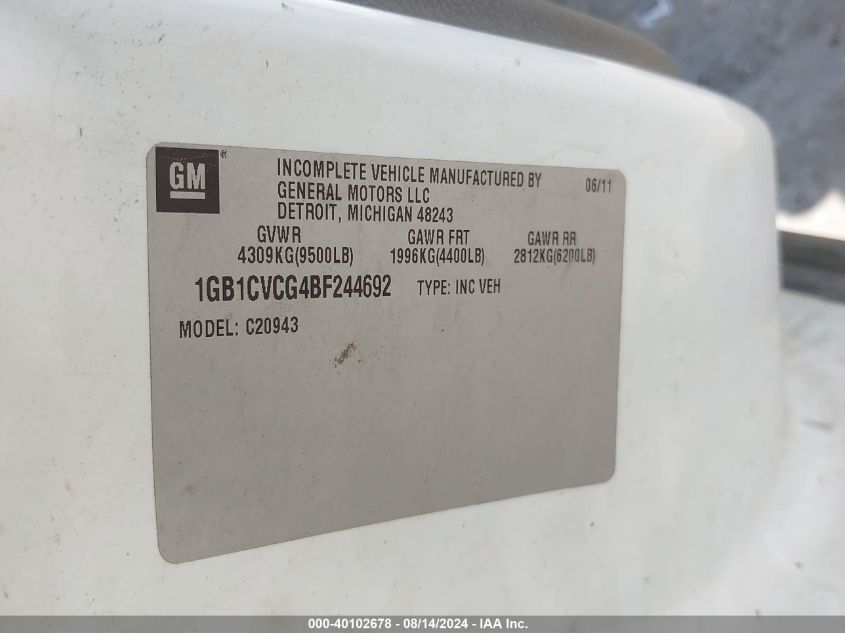 GM®
INCOMPLETE VEHICLE MANUFACTURED BY 06/11
GENERAL MOTORS LLC
DETROIT, MICHIGAN 48243
GVWR GAWR FRT GAWR RR
4309KG(9500LB) 1996KG(4400LB) 2812KG(6200LB)
1GB1CVCG4BF244692 TYPE: INC VEH
MODEL: C20943
000-40102678 - 08/14/2024 - IAA Inc.